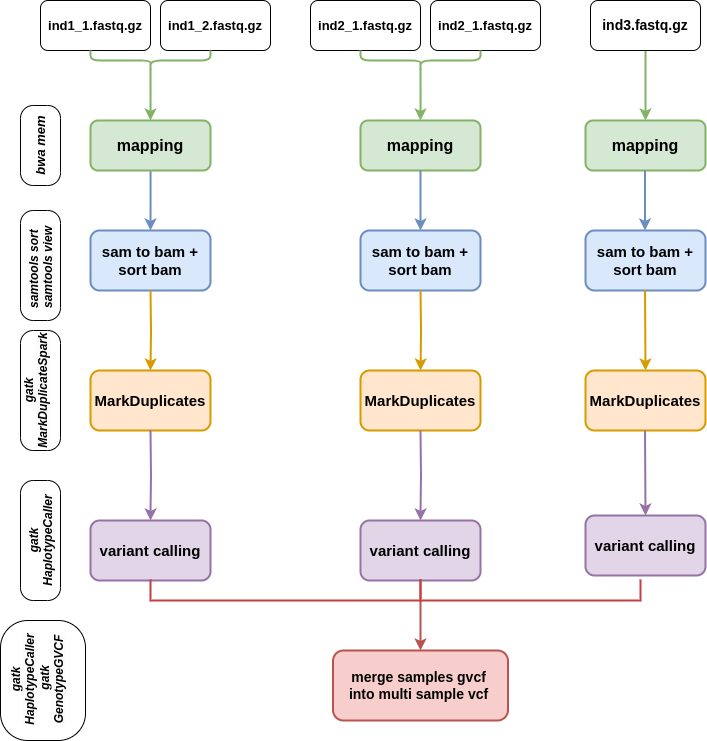 ind1_1.fastq.gz
ind1_2.fastq.gz
ind2_1.fastq.gz
ind2_1.fastq.gz
ind3.fastq.gz
bwa mem
mapping
mapping
mapping
samtools sort
samtools view
sam to bam +
sort bam
sam to bam +
sort bam
sam to bam +
sort bam
gatk
MarkDuplicateSpark
MarkDuplicates
MarkDuplicates
MarkDuplicates
gatk
HaplotypeCaller
variant calling
variant calling
variant calling
gatk
HaplotypeCaller
gatk
GenotypeGVCF
merge samples gvcf
into multi sample vcf